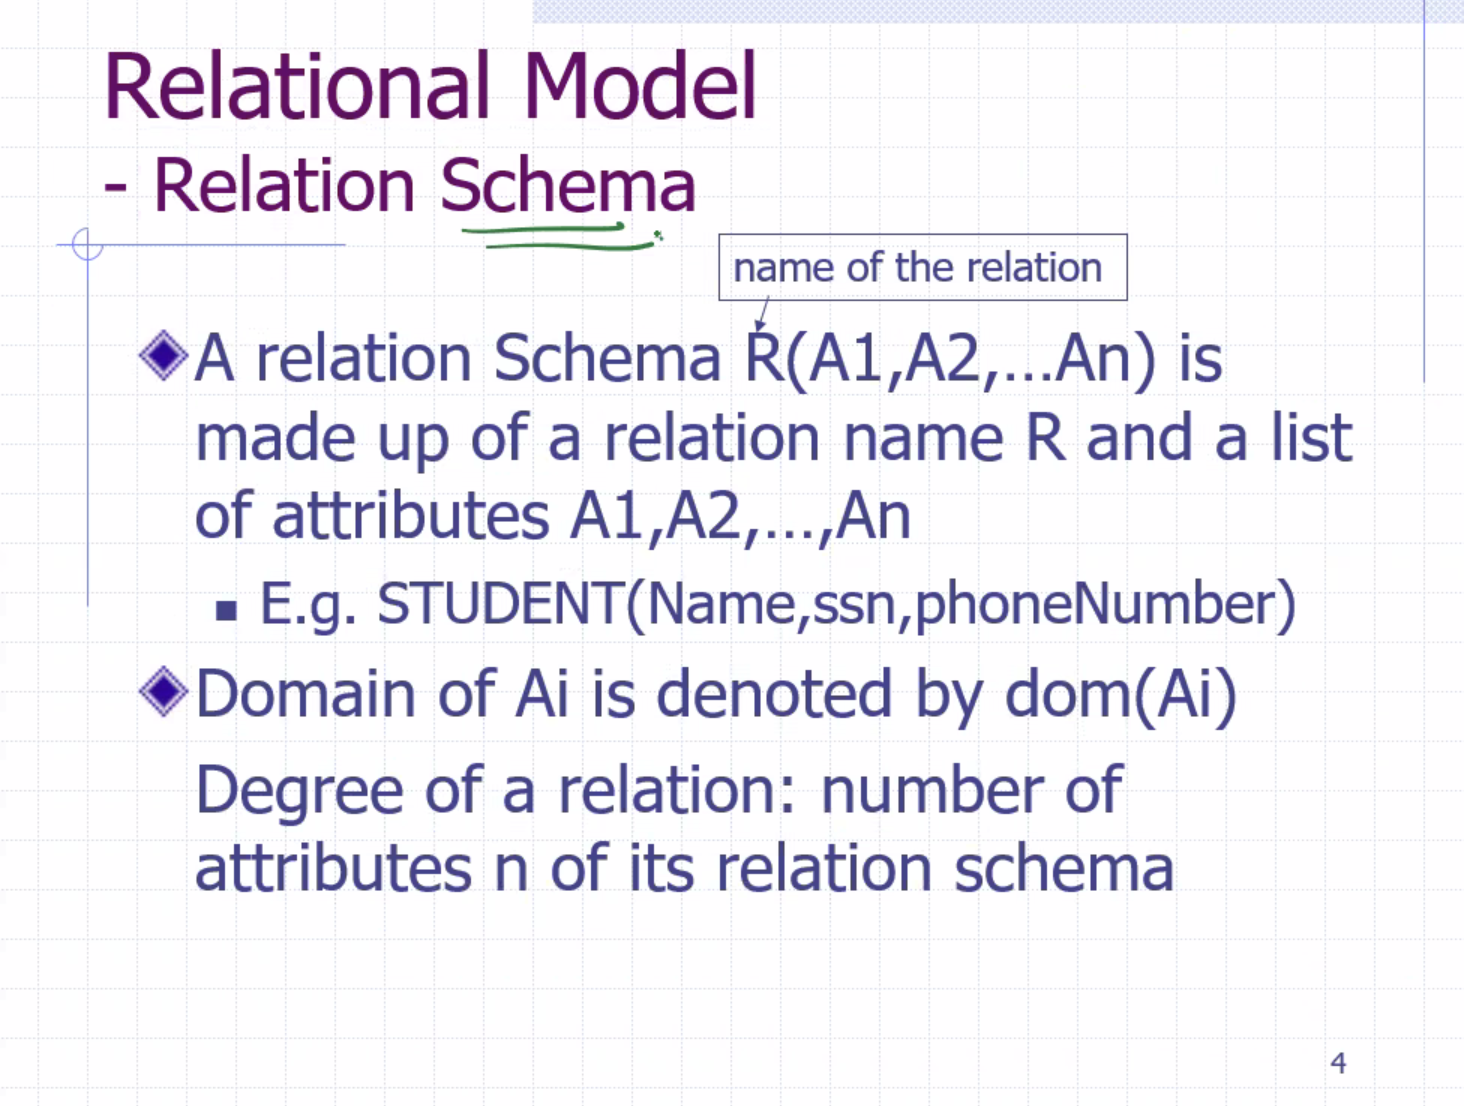 Relational Model
- Relation Schema
name of the relation
A relation Schema R(A1,A2,...An) is
made up of a relation name R and a list
of attributes A1,A2,...,An
E.g. STUDENT(Name,ssn,phoneNumber)
Domain of Ai is denoted by dom(Ai)
Degree of a relation: number of
attributes n of its relation schema
4